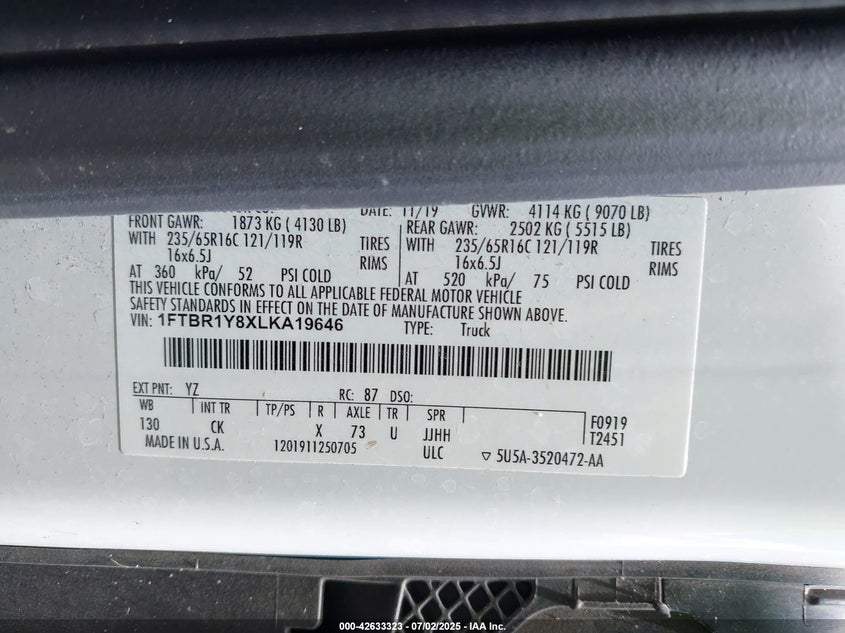 DATE: 11/19 GVWR: 4114 KG ( 9070 LB)
FRONT GAWR: 1873 KG ( 4130 LB) REAR GAWR: 2502 KG ( 5515 LB)
WITH 235/65R16C 121/119R TIRES WITH 235/65R16C 121/119R TIRES
16x6.5J RIMS 16x6.5J RIMS
AT 360 kPa/ 52 PSI COLD AT 520 kPa/ 75 PSI COLD
THIS VEHICLE CONFORMS TO ALL APPLICABLE FEDERAL MOTOR VEHICLE
SAFETY STANDARDS IN EFFECT ON THE DATE OF MANUFACTURE SHOWN ABOVE.
VIN: 1FTBR1Y8XLKA19646 TYPE: Truck
EXT PNT: YZ RC: 87 DSO:
WB INT TR TP/PS R AXLE TR SPR F0919
130 CK X 73 U JJHH T2451
MADE IN U.S.A. 1201911250705 ULC ▽ 5U5A-3520472-AA
000-42633323 - 07/02/2025 - IAA Inc.